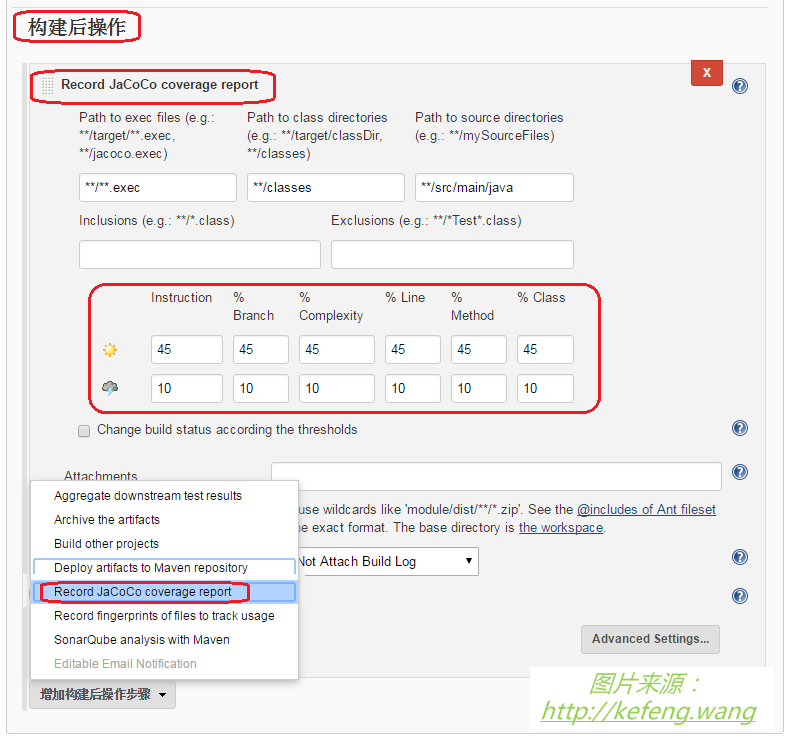 构建后操作
Record JaCoCo coverage report
X
Path to exec files (e.g.:
**/target/**.exec,
**/jacoco.exec)
Path to class directories
(e.g.: **/target/classDir,
**/classes)
Path to source directories
(e.g.: **/mySourceFiles)
**/**.exec
**/classes
**/src/main/java
Inclusions (e.g.: **/*.class)
Exclusions (e.g.: **/*Test*.class)
Instruction
%
Branch
%
Complexity
% Line
%
Method
% Class
45 45 45 45 45 45
10 10 10 10 10 10
Change build status according the thresholds
Attachments
use wildcards like 'module/dist/**/*.zip'. See the @includes of Ant fileset
e exact format. The base directory is the workspace.
Not Attach Build Log
Aggregate downstream test results
Archive the artifacts
Build other projects
Deploy artifacts to Maven repository
Record JaCoCo coverage report
Record fingerprints of files to track usage
SonarQube analysis with Maven
Editable Email Notification
Advanced Settings...
增加构建后操作步骤
图片来源：
http://kefeng.wang